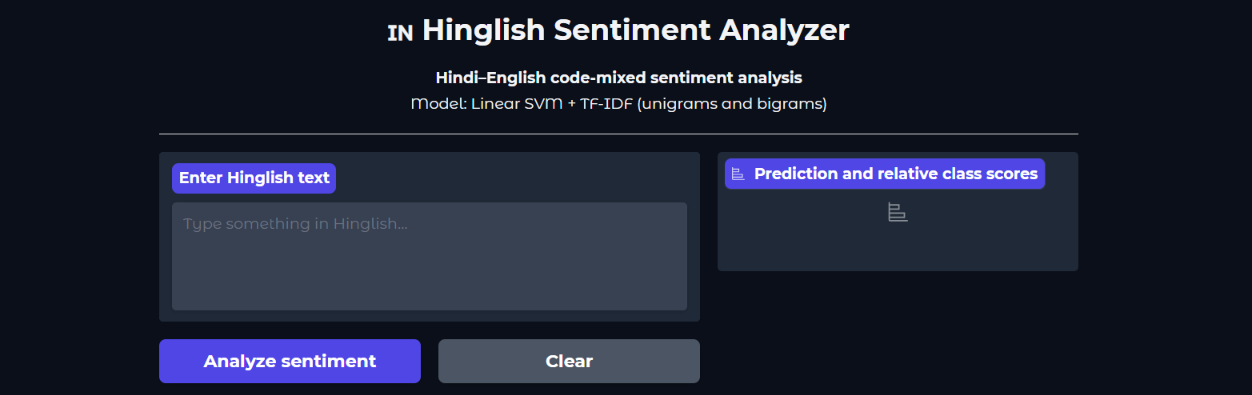 IN Hinglish Sentiment Analyzer
Hindi–English code-mixed sentiment analysis
Model: Linear SVM + TF-IDF (unigrams and bigrams)
Enter Hinglish text
Type something in Hinglish...
Analyze sentiment
Clear
Prediction and relative class scores